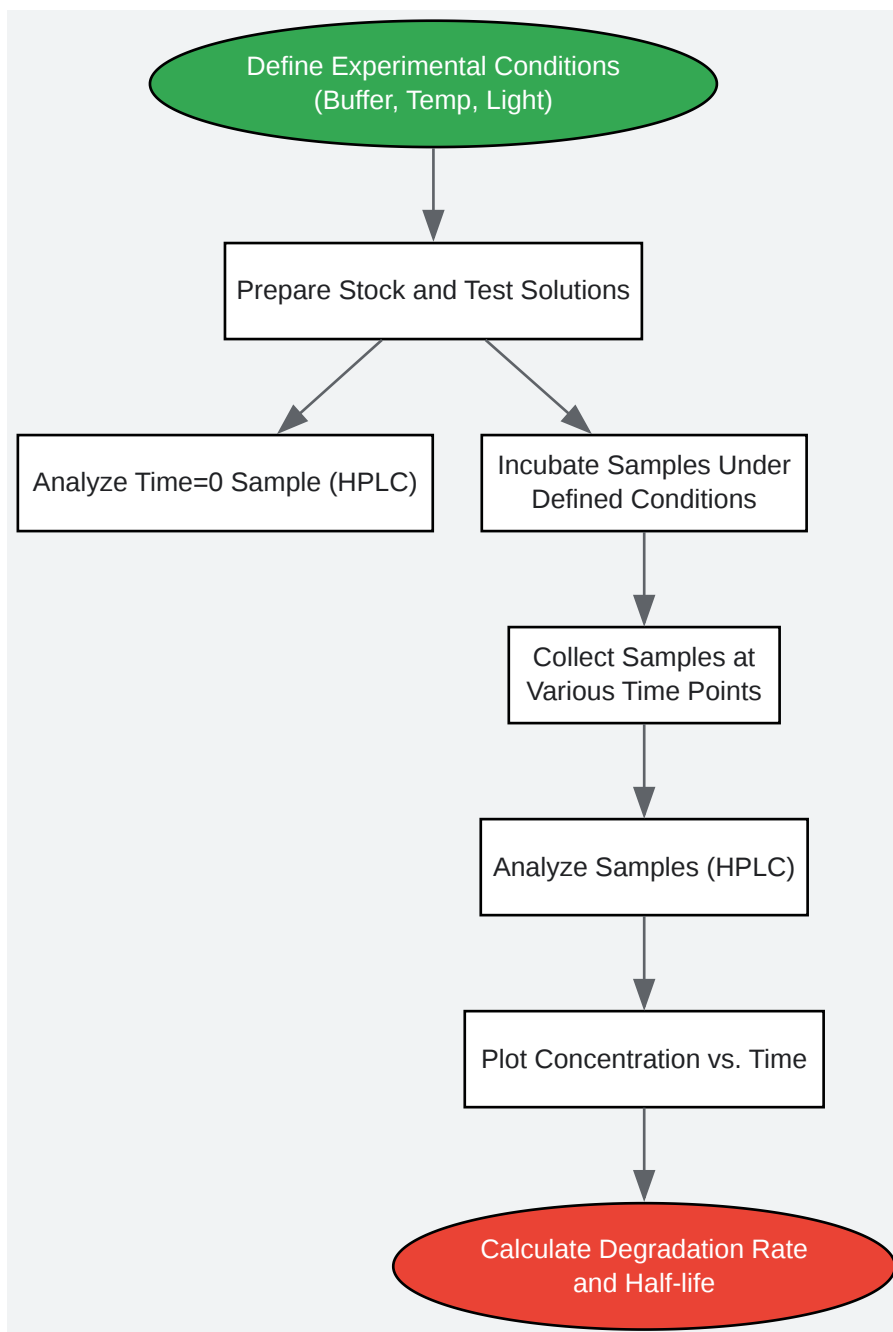 Define Experimental Conditions
(Buffer, Temp, Light)
Prepare Stock and Test Solutions
Analyze Time=0 Sample (HPLC)
Incubate Samples Under
Defined Conditions
Collect Samples at
Various Time Points
Analyze Samples (HPLC)
Plot Concentration vs. Time
Calculate Degradation Rate
and Half-life